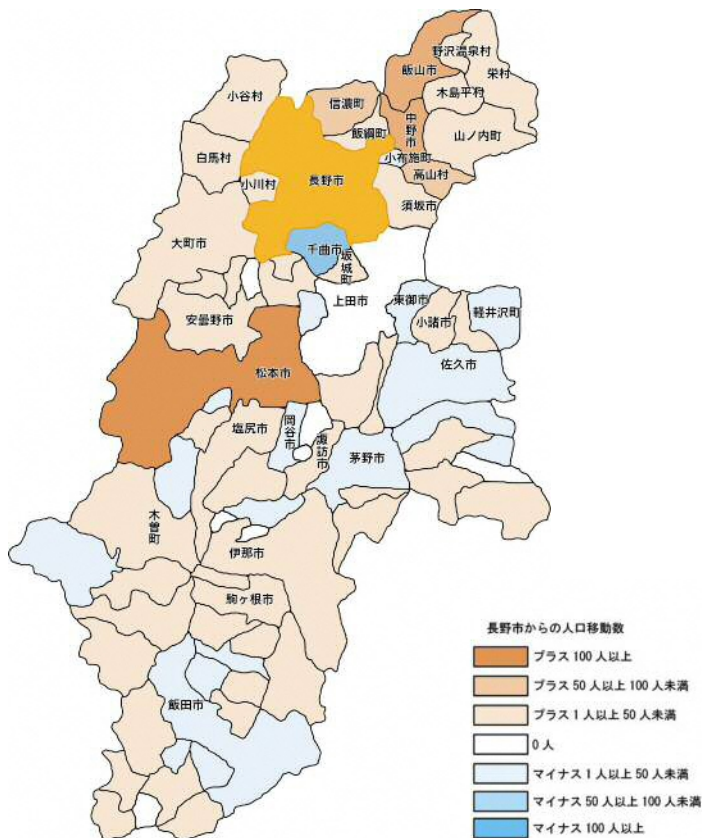 野沢温泉村
飯山市
栄村
小谷村
信濃町
木島平村
中野市
飯綱町
山ノ内町
白馬村
小布施町
小川村
長野市
高山村
須坂市
大町市
千曲市
坂城町
上田市
東御市
軽井沢町
安曇野市
小諸市
佐久市
松本市
塩尻市
岡谷市
諏訪市
茅野市
木曽町
伊那市
駒ヶ根市
飯田市
長野市からの人口移動数
プラス 100 人以上
プラス 50 人以上 100 人未満
プラス 1 人以上 50 人未満
0 人
マイナス 1 人以上 50 人未満
マイナス 50 人以上 100 人未満
マイナス 100 人以上